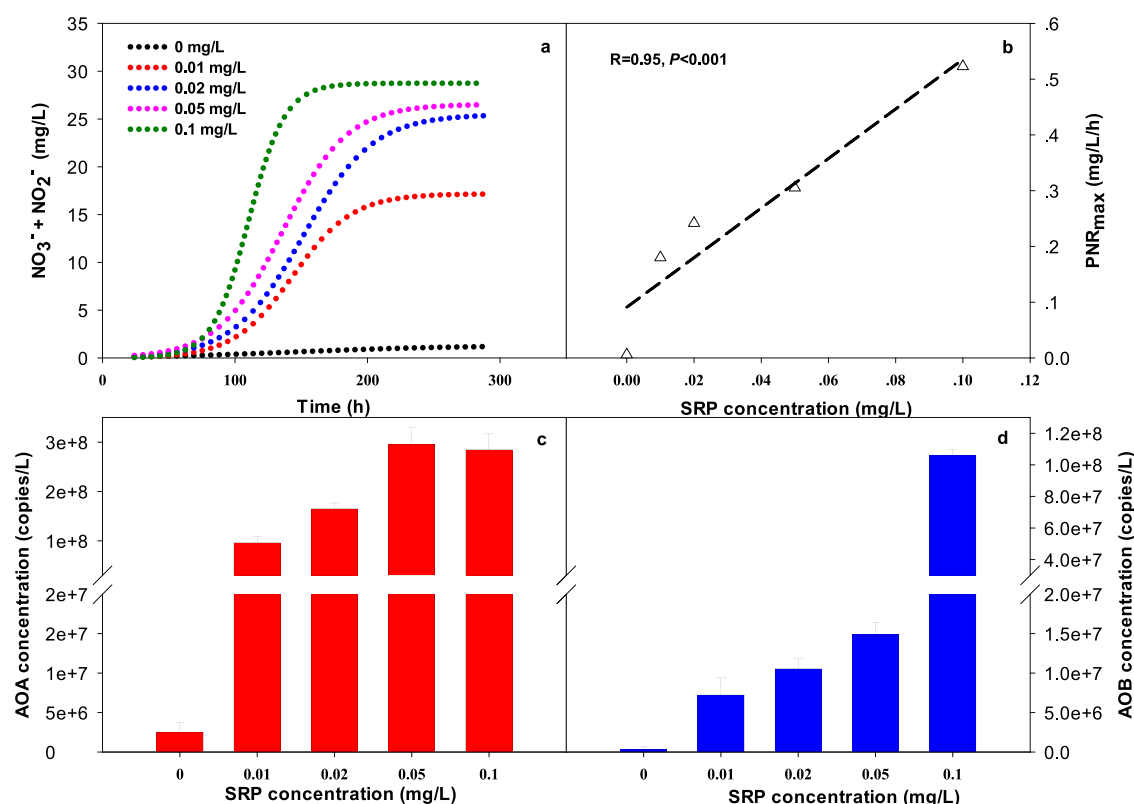 35
30
25
20
15
10
5
0
NO₃⁻ + NO₂⁻ (mg/L)
0 mg/L
0.01 mg/L
0.02 mg/L
0.05 mg/L
0.1 mg/L
a
0
100
200
300
Time (h)
R=0.95, P<0.001
b
.6
.5
.4
.3
.2
.1
0.0
PNRmax (mg/L/h)
0.00
.02
.04
.06
.08
.10
.12
SRP concentration (mg/L)
3e+8
2e+8
1e+8
2e+7
2e+7
1e+7
5e+6
0
AOA concentration (copies/L)
c
0
0.01
0.02
0.05
0.1
SRP concentration (mg/L)
d
1.2e+8
1.0e+8
8.0e+7
6.0e+7
4.0e+7
2.0e+7
1.5e+7
1.0e+7
5.0e+6
0
AOB concentration (copies/L)
0
0.01
0.02
0.05
0.1
SRP concentration (mg/L)